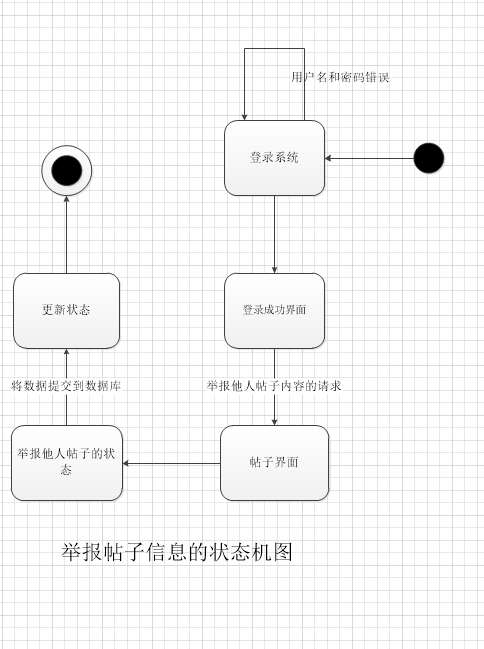 用户名和密码错误
登录系统
更新状态
登录成功界面
将数据提交到数据库
举报他人帖子内容的请求
举报他人帖子的状
态
帖子界面
举报帖子信息的状态机图